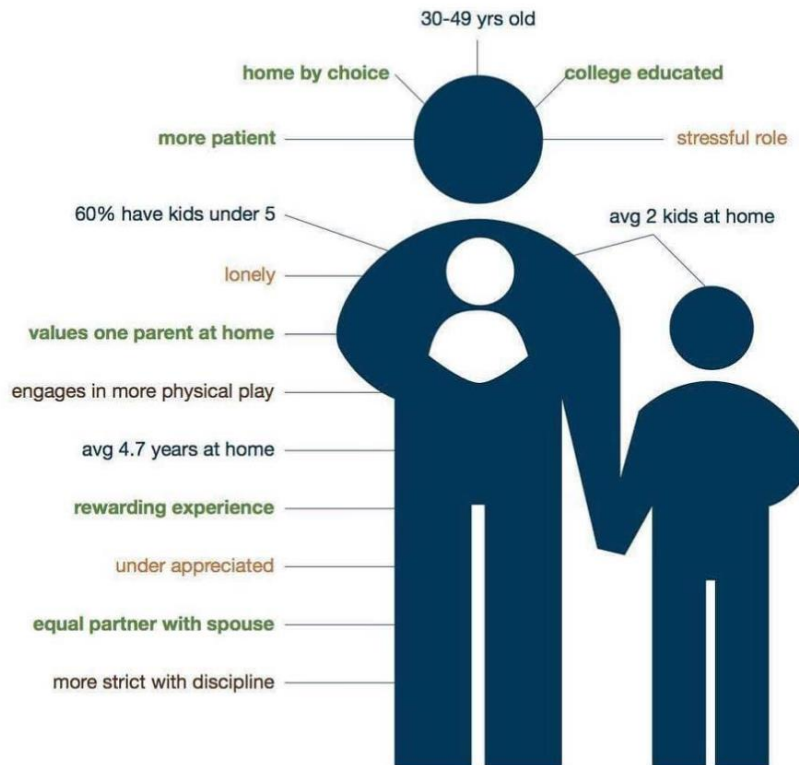 30-49 yrs old
home by choice
college educated
more patient
stressful role
60% have kids under 5
avg 2 kids at home
lonely
values one parent at home
engages in more physical play
avg 4.7 years at home
rewarding experience
under appreciated
equal partner with spouse
more strict with discipline